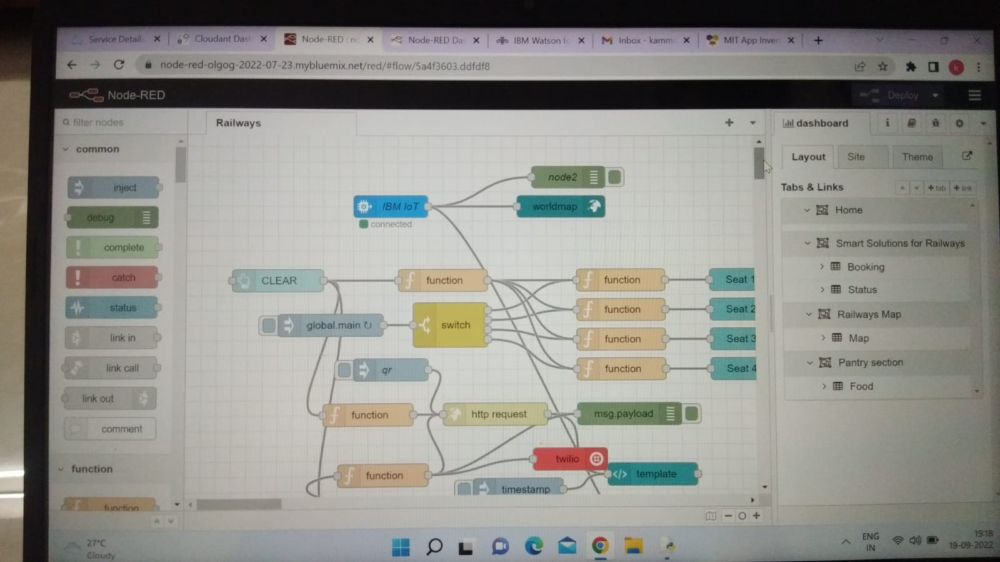 Service Details
Cloudant Dash
Node-RED : no
Node-RED Das
IBM Watson Io
Inbox - kamm
MIT App Inven
node-red-olgog-2022-07-23.mybluemix.net/red/#flow/5a4f3603.ddfdf8
k
Node-RED
Deploy
filter nodes
Railways
dashboard
i
common
Layout
Site
Theme
inject
node2
Tabs & Links
tab
link
debug
IBM IoT
worldmap
Home
connected
complete
Smart Solutions for Railways
catch
CLEAR
function
function
Seat 1
Booking
status
global.main ↻
switch
function
Seat 2
Status
link in
function
Seat 3
Railways Map
Map
link call
qr
function
Seat 4
Pantry section
link out
function
http request
msg.payload
Food
comment
twilio
function
function
timestamp
template
function
27°C
Cloudy
ENG
IN
19:18
19-09-2022